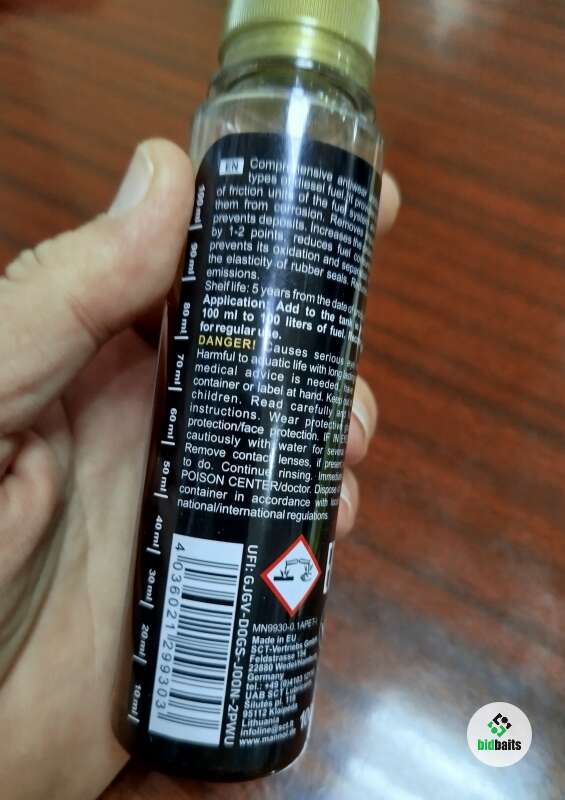 EN
Comprehensive antiwear
types of diesel fuel. It
of friction units of the fuel system
them from corrosion. Removes
prevents deposits. Increases the
by 1-2 points, reduces fuel
prevents its oxidation and
the elasticity of rubber seals.
emissions.
Shelf life: 5 years from the date of
Application: Add to the tank
100 ml to 100 liters of fuel.
for regular use.
DANGER! Causes serious
Harmful to aquatic life with long
medical advice is needed,
container or label at hand. Keep out
children. Read carefully and
instructions. Wear protective
protection/face protection. IF IN
cautiously with water for several
Remove contact lenses, if present
to do. Continue rinsing.
POISON CENTER/doctor. Dispose
container in accordance with
national/international regulations.
100 ml
90 ml
80 ml
70 ml
60 ml
50 ml
40 ml
30 ml
20 ml
10 ml
4 036021 299303
UFI: GJGV-D0GS-J00N-2PWU
MN9930-0.1APET-
Made in EU
SCT-Vertriebs GmbH
Feldstrasse 154
22880 Wedel
Germany
tel.: +49 (0)4103 
UAB SCT
Silutes pl.
95112 Klaipeda
Lithuania
infoline@sct.lt
www.mannol.
bidbaits